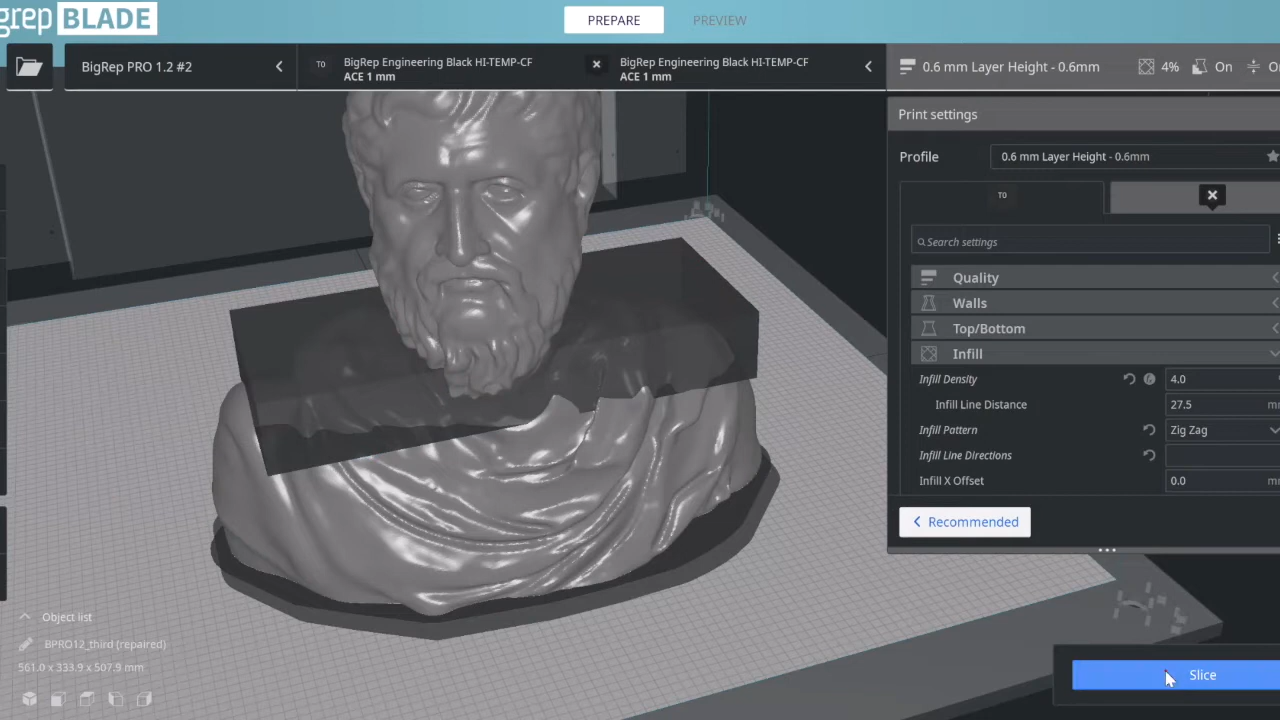 grep BLADE
PREPARE
PREVIEW
BigRep PRO 1.2 #2
T0
BigRep Engineering Black HI-TEMP-CF
ACE 1 mm
BigRep Engineering Black HI-TEMP-CF
ACE 1 mm
0.6 mm Layer Height - 0.6mm
4%
On
Print settings
Profile
0.6 mm Layer Height - 0.6mm
T0
Search settings
Quality
Walls
Top/Bottom
Infill
Infill Density
4.0
Infill Line Distance
27.5
Infill Pattern
Zig Zag
Infill Line Directions
Infill X Offset
0.0
Recommended
Object list
BPRO12_third (repaired)
561.0 x 333.9 x 507.9 mm
Slice